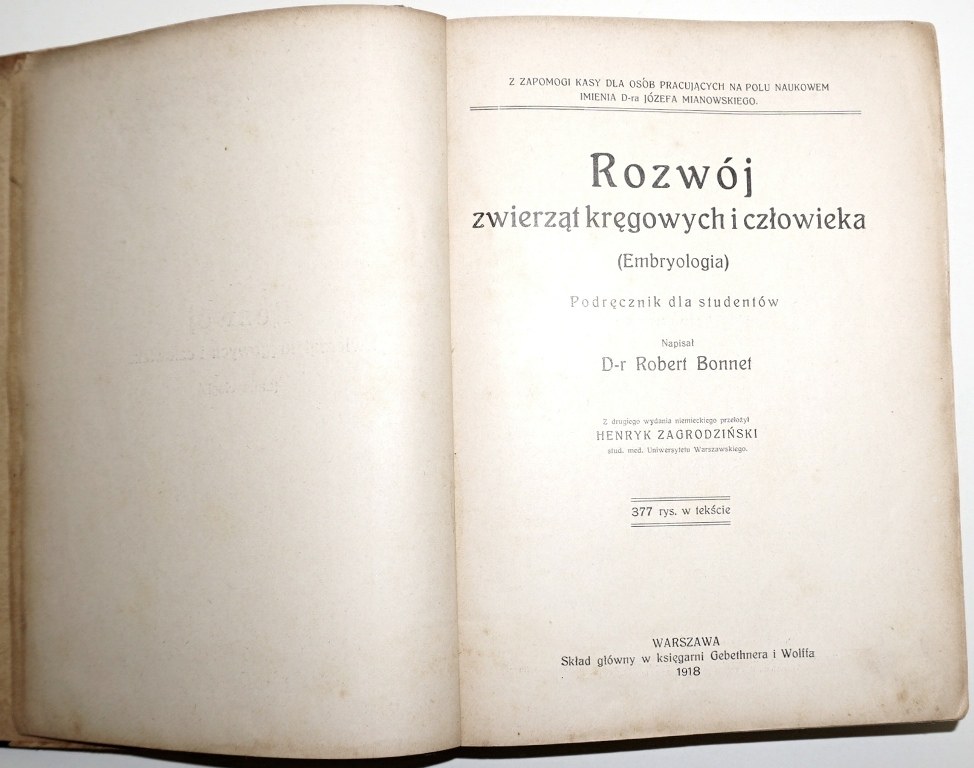 Z ZAPOMOGI KASY DLA OSÓB PRACUJĄCYCH NA POLU NAUKOWEM
IMIENIA D-ra JÓZEFA MIANOWSKIEGO.
Rozwój
zwierząt kręgowych i człowieka
(Embryologia)
Podręcznik dla studentów
Napisał
D-r Robert Bonnet
Z drugiego wydania niemieckiego przełożył
HENRYK ZAGRODZIŃSKI
stud. med. Uniwersytetu Warszawskiego.
377 rys. w tekście
WARSZAWA
Skład główny w księgarni Gebethnera i Wolffa
1918